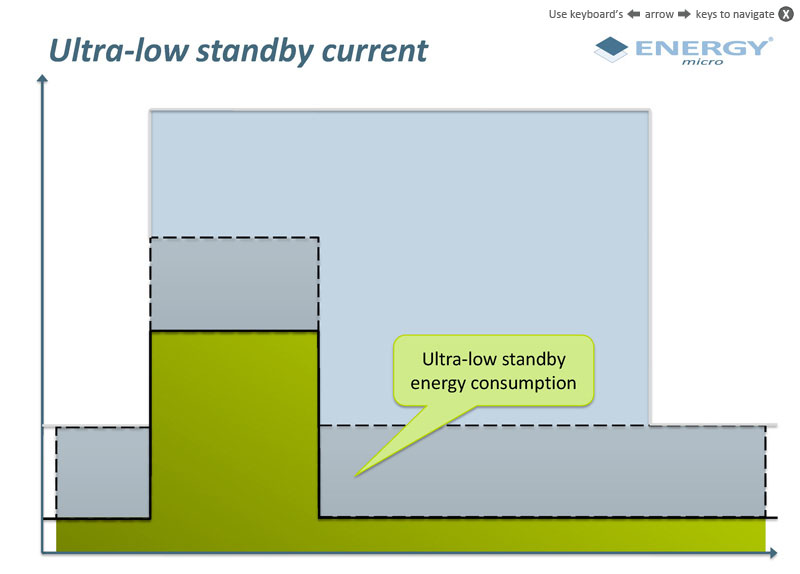 Use keyboard's arrow keys to navigate X
Ultra-low standby current
ENERGY®
micro
Ultra-low standby
energy consumption